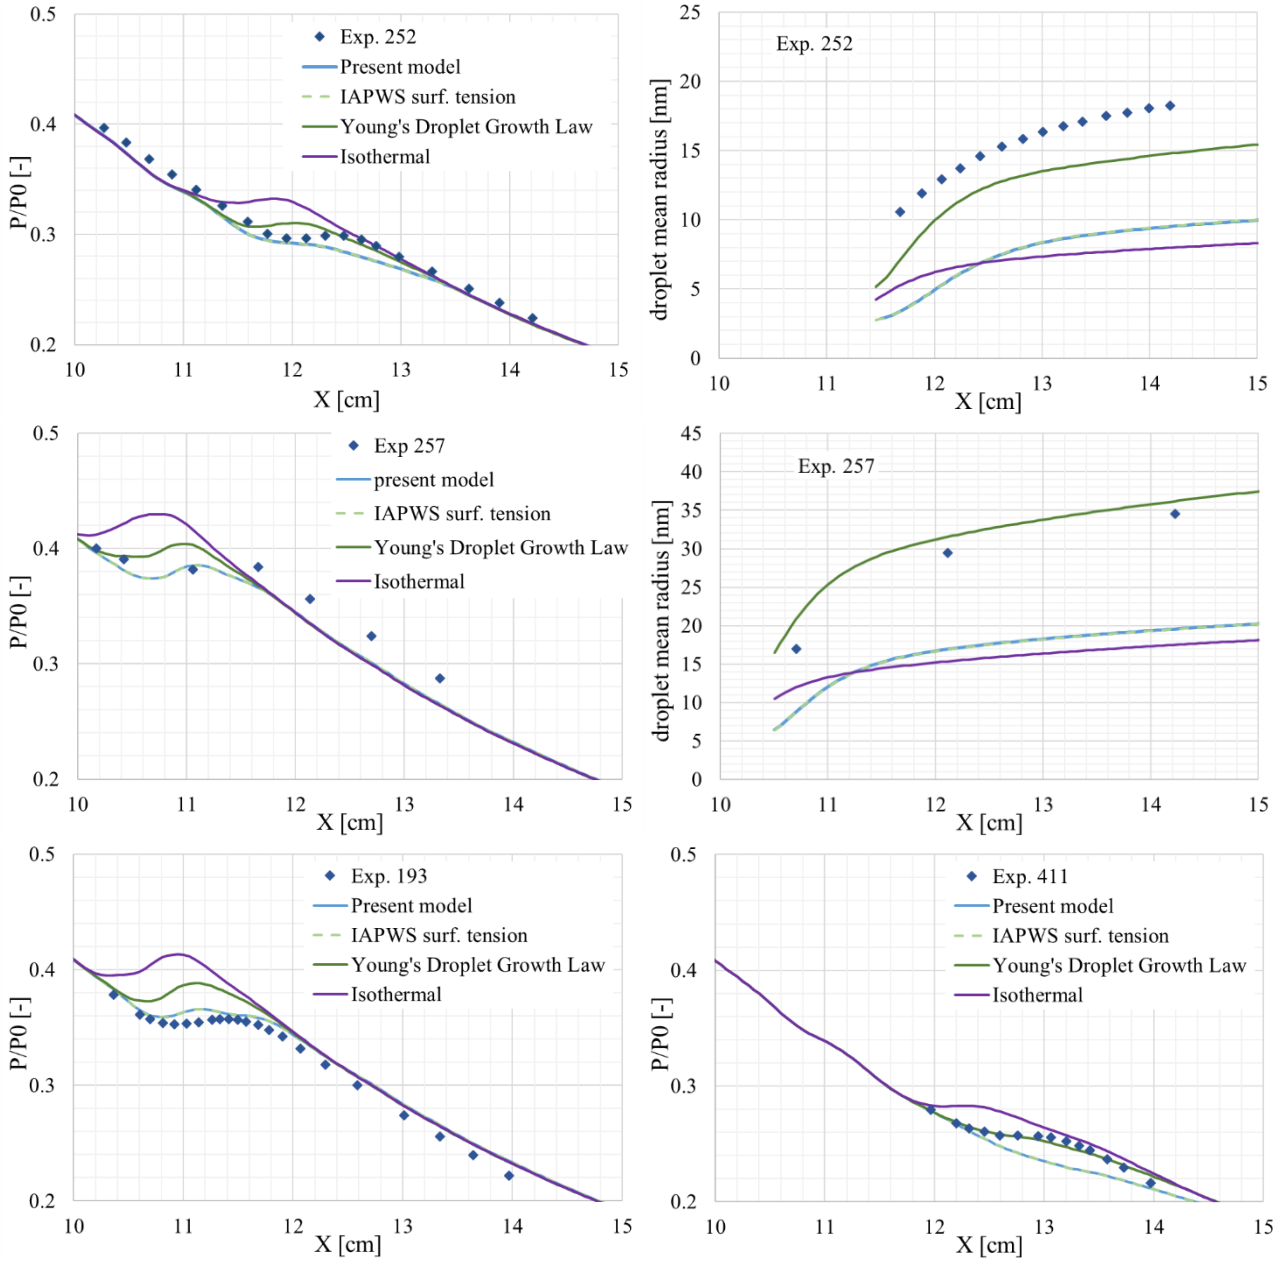 0.5
0.4
0.3
0.2
P/P0 [-]
10 11 12 13 14 15
X [cm]
Exp. 252
Present model
IAPWS surf. tension
Young's Droplet Growth Law
Isothermal
25
20
15
10
5
0
droplet mean radius [nm]
Exp. 252
10 11 12 13 14 15
X [cm]
0.5
0.4
0.3
0.2
P/P0 [-]
10 11 12 13 14 15
X [cm]
Exp 257
present model
IAPWS surf. tension
Young's Droplet Growth Law
Isothermal
45
40
35
30
25
20
15
10
5
0
droplet mean radius [nm]
Exp. 257
10 11 12 13 14 15
X [cm]
0.5
0.4
0.3
0.2
P/P0 [-]
10 11 12 13 14 15
X [cm]
Exp. 193
Present model
IAPWS surf. tension
Young's Droplet Growth Law
Isothermal
0.5
0.4
0.3
0.2
P/P0 [-]
10 11 12 13 14 15
X [cm]
Exp. 411
Present model
IAPWS surf. tension
Young's Droplet Growth Law
Isothermal